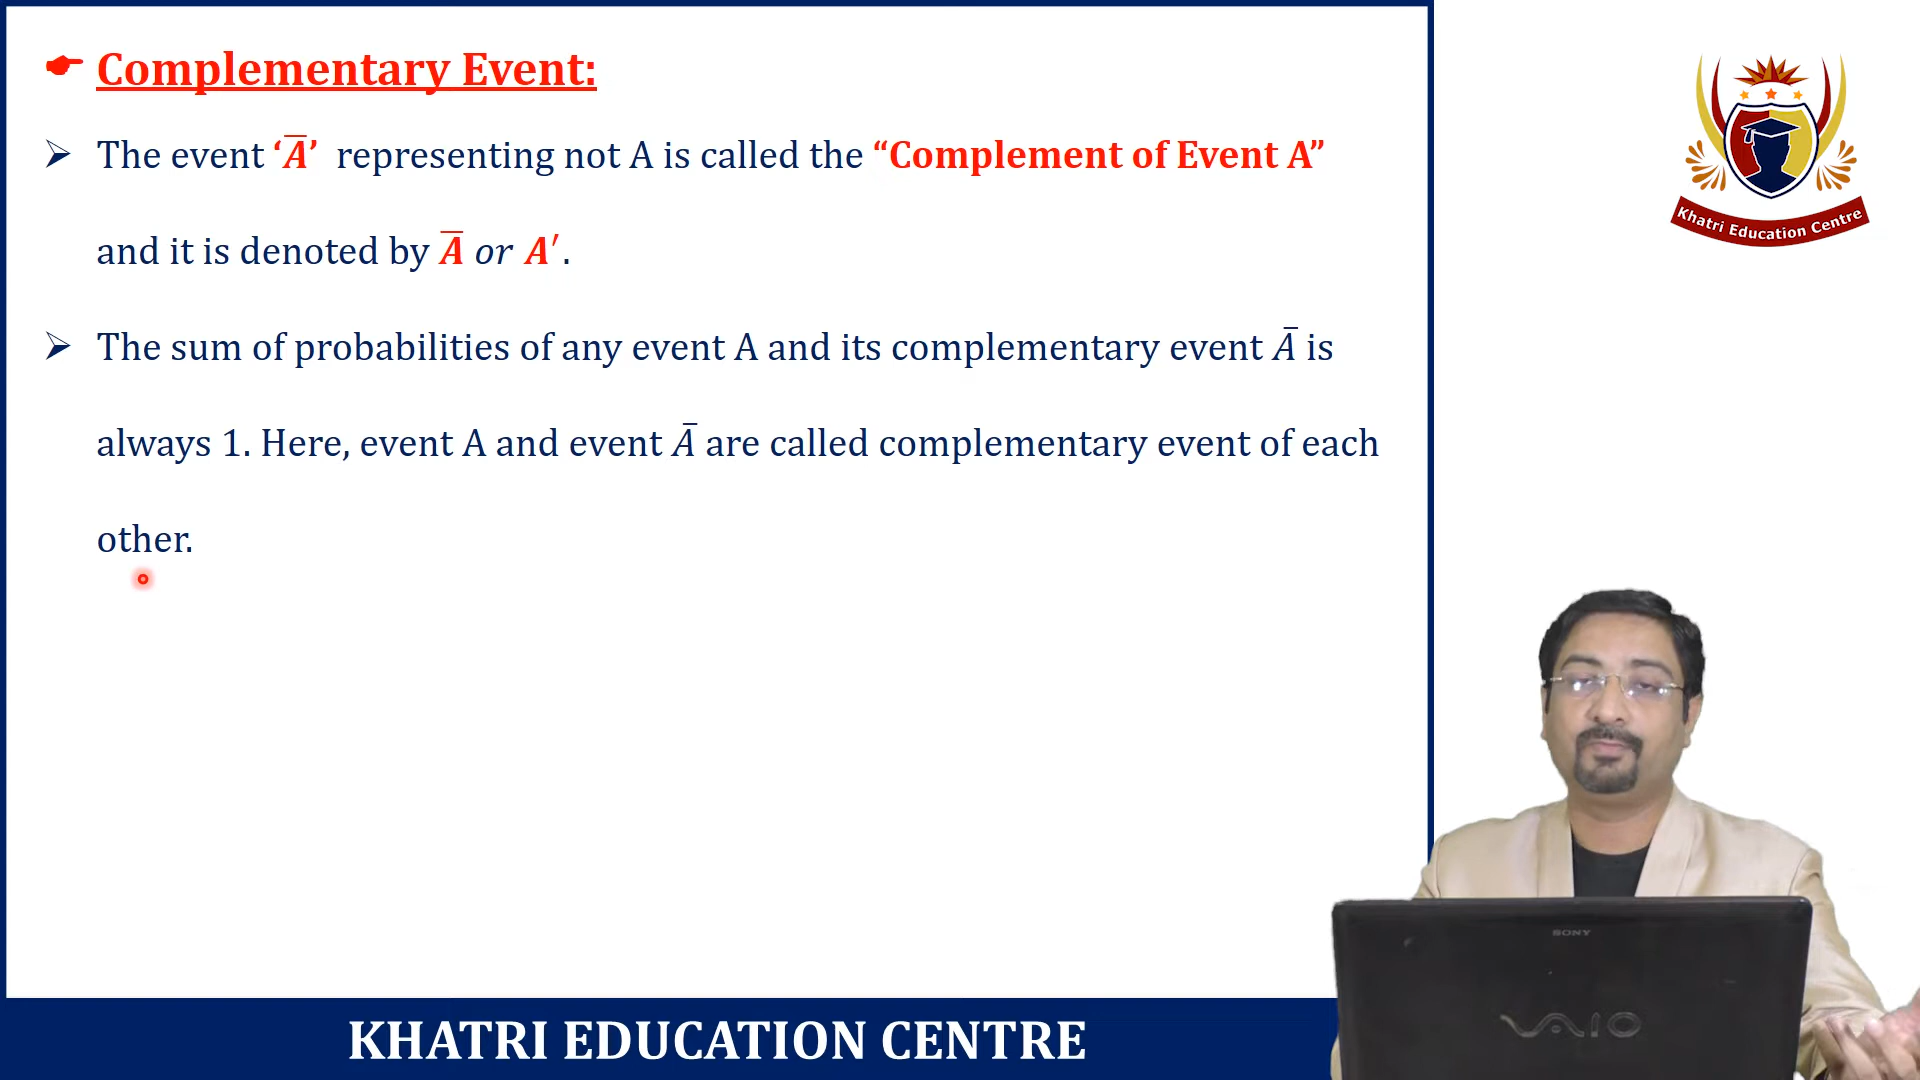 Complementary Event:
➢ The event ‘A̅’ representing not A is called the “Complement of Event A”
and it is denoted by A̅ or A′.
➢ The sum of probabilities of any event A and its complementary event A̅ is
always 1. Here, event A and event A̅ are called complementary event of each
other.
Khatri Education Centre
SONY
VAIO
KHATRI EDUCATION CENTRE